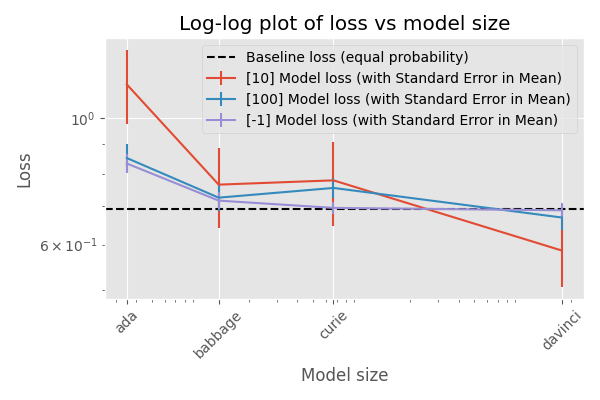 Log-log plot of loss vs model size
Baseline loss (equal probability)
[10] Model loss (with Standard Error in Mean)
[100] Model loss (with Standard Error in Mean)
[-1] Model loss (with Standard Error in Mean)
Loss
10⁰
6 × 10⁻¹
ada
babbage
curie
davinci
Model size